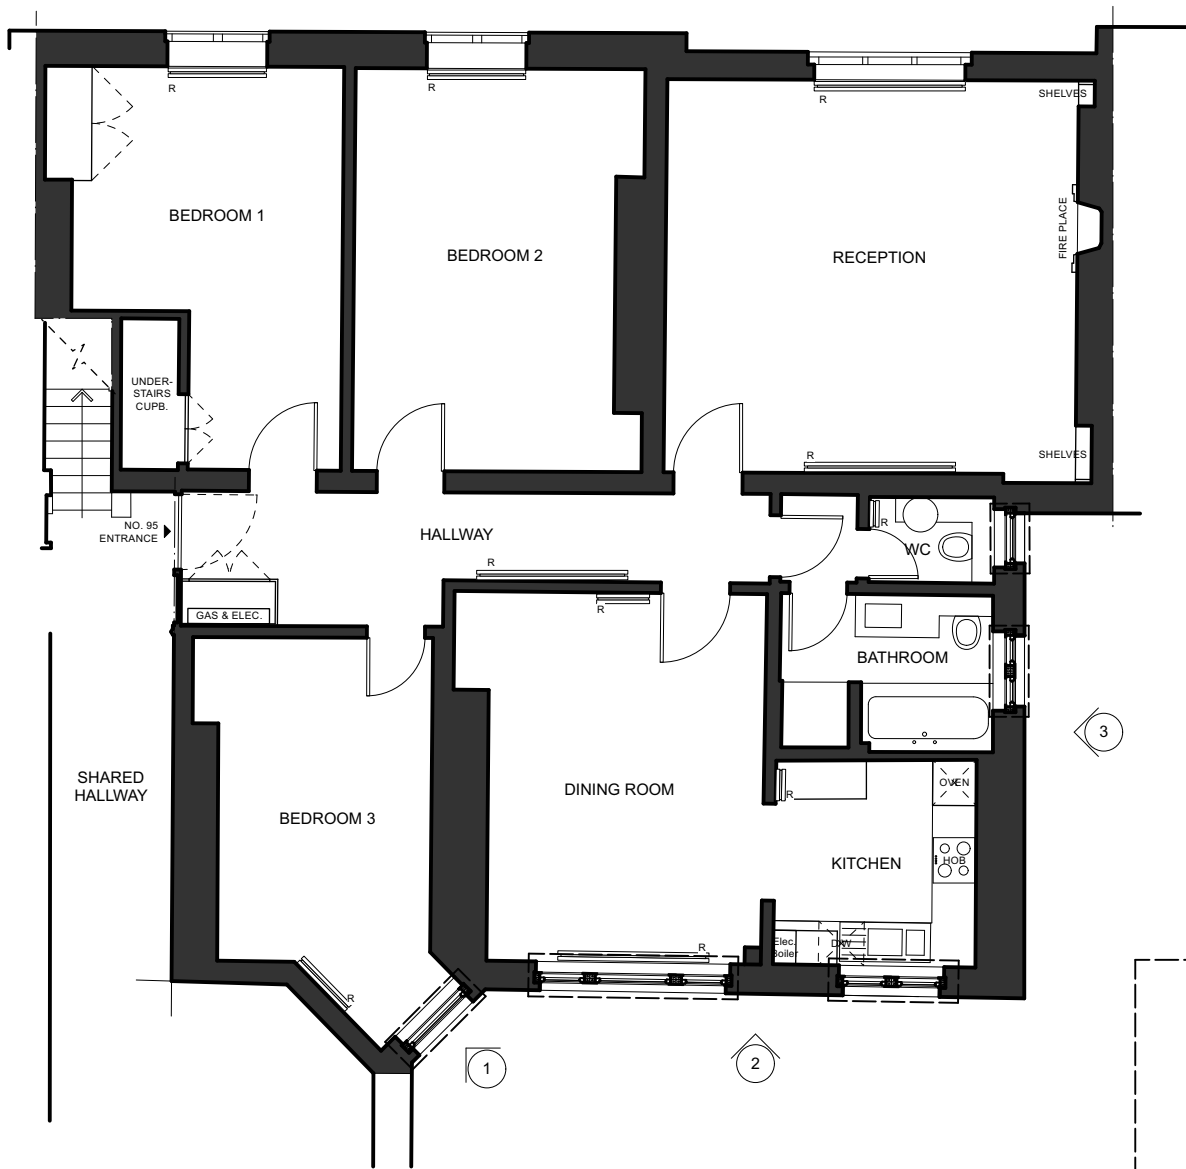 R
R
R
SHELVES
BEDROOM 1
BEDROOM 2
RECEPTION
FIRE PLACE
UNDER-
STAIRS
CUPB.
R
SHELVES
NO. 95
ENTRANCE
HALLWAY
R
WC
R
GAS & ELEC.
R
BATHROOM
3
SHARED
HALLWAY
BEDROOM 3
DINING ROOM
R
OVEN
KITCHEN
HOB
R
R
Elec.
Boiler
D/W
1
2